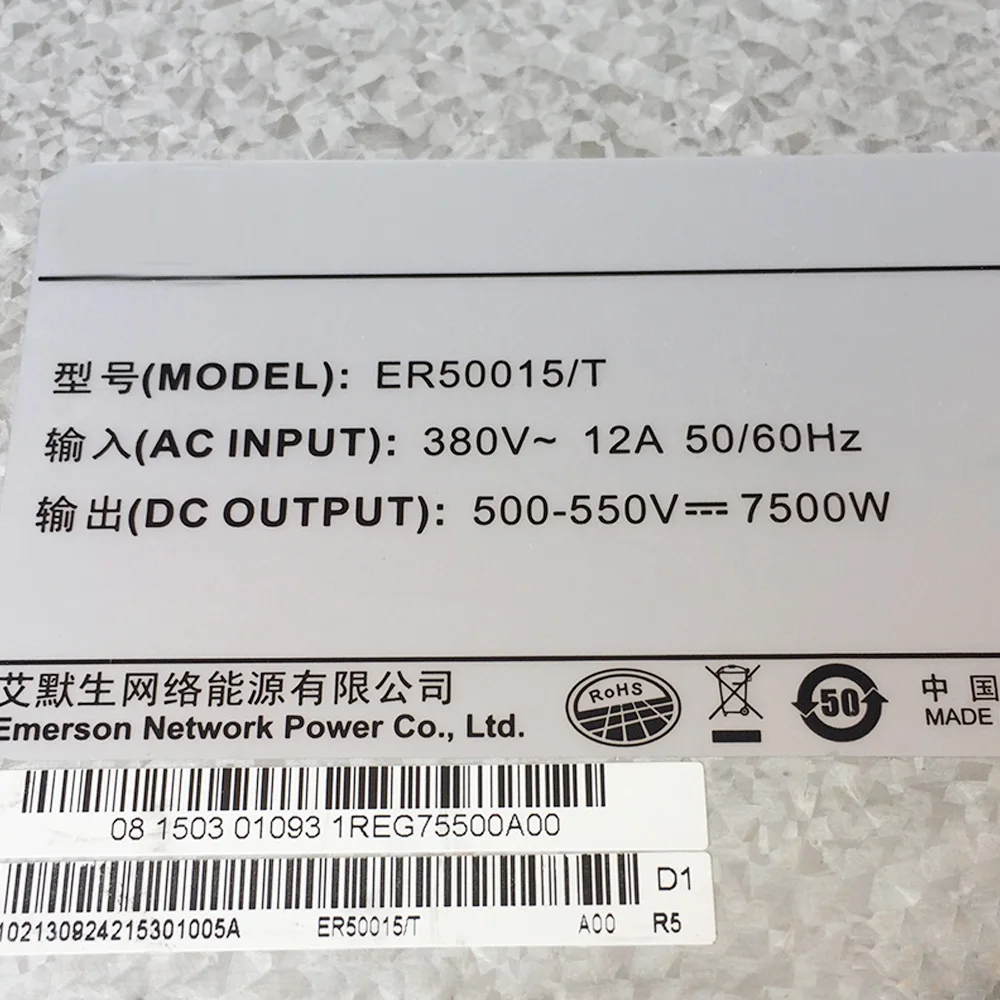 型号(MODEL): ER50015/T
输入(AC INPUT): 380V~ 12A 50/60Hz
输出(DC OUTPUT): 500-550V⎓ 7500W
艾默生网络能源有限公司
Emerson Network Power Co., Ltd.
RoHS
50
中 国
MADE
08 1503 01093 1REG75500A00
D1
102130924215301005A ER50015/T A00 R5